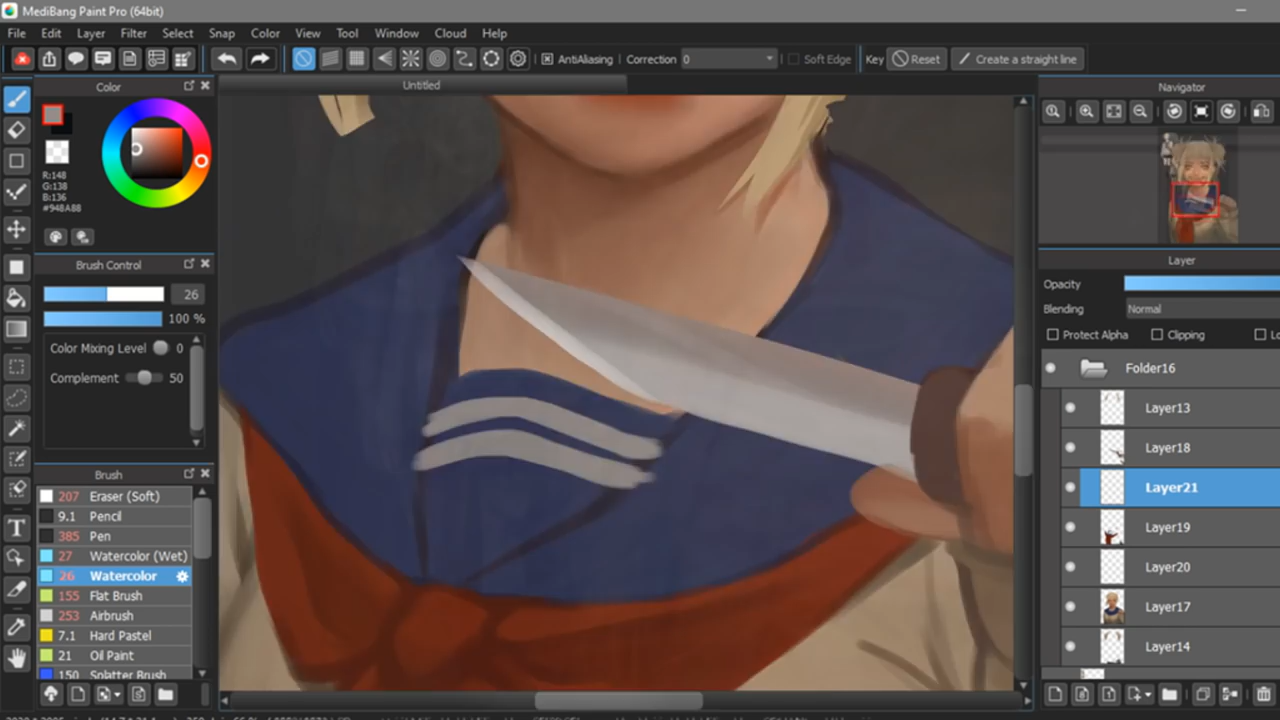 MediBang Paint Pro (64bit)
File Edit Layer Filter Select Snap Color View Tool Window Cloud Help
AntiAliasing Correction 0 Soft Edge Key Reset Create a straight line
Color
Untitled
Navigator
R:148
G:138
B:136
#948A88
Brush Control
26
100 %
Color Mixing Level 0
Complement 50
Layer
Opacity
Blending Normal
Protect Alpha Clipping Lo
Folder16
Layer13
Layer18
Layer21
Layer19
Layer20
Layer17
Layer14
Brush
207 Eraser (Soft)
9.1 Pencil
385 Pen
27 Watercolor (Wet)
26 Watercolor
155 Flat Brush
253 Airbrush
7.1 Hard Pastel
21 Oil Paint
150 Splatter Brush
T